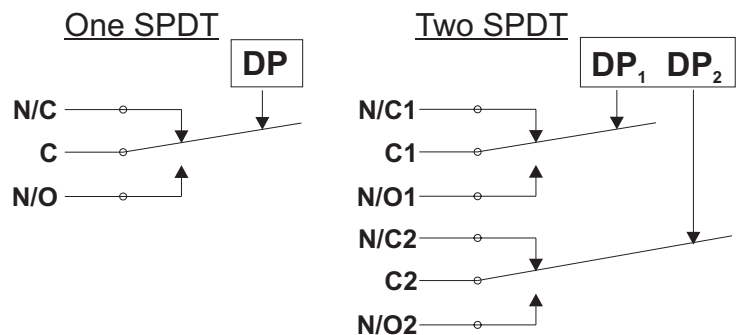 One SPDT
DP
N/C
C
N/O
Two SPDT
DP₁ DP₂
N/C1
C1
N/O1
N/C2
C2
N/O2